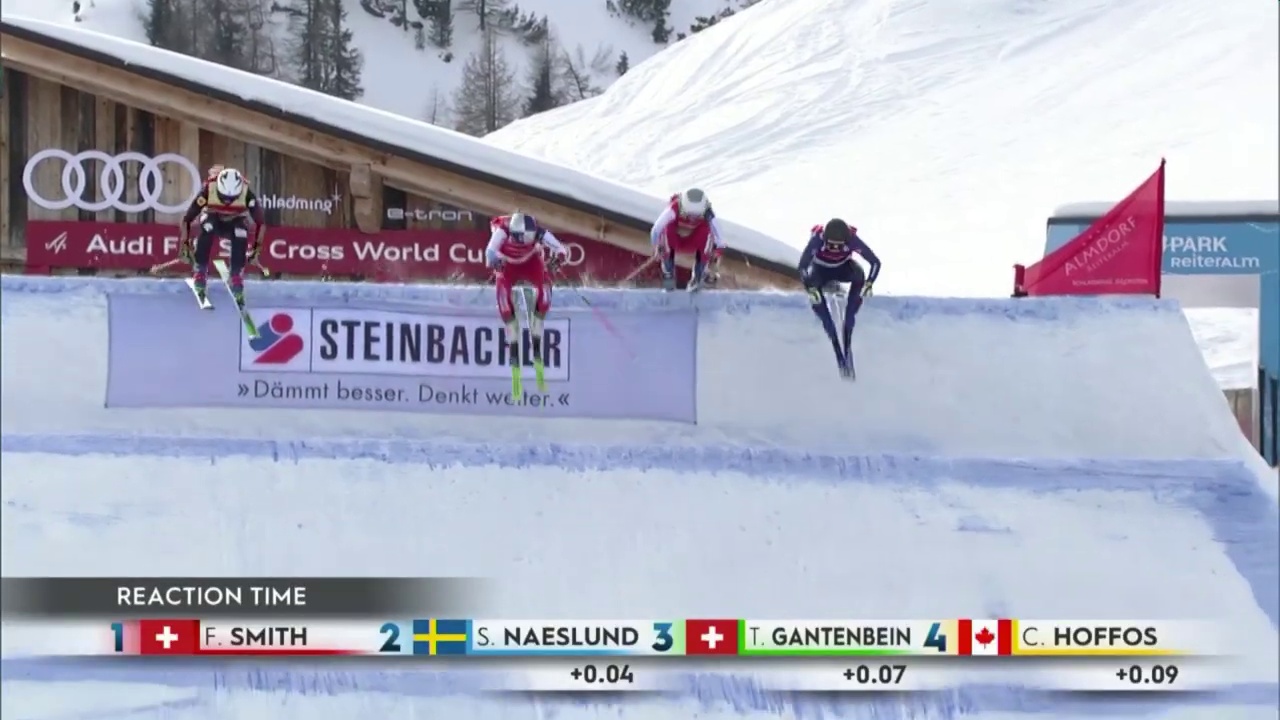 schladming
e-tron
Audi F S Cross World Cu
ALMDORF
REITERALM
PARK
Reiteralm
STEINBACHER
»Dämmt besser. Denkt weiter.«
REACTION TIME
1 F. SMITH 2 S. NAESLUND 3 T. GANTENBEIN 4 C. HOFFOS
+0.04 +0.07 +0.09